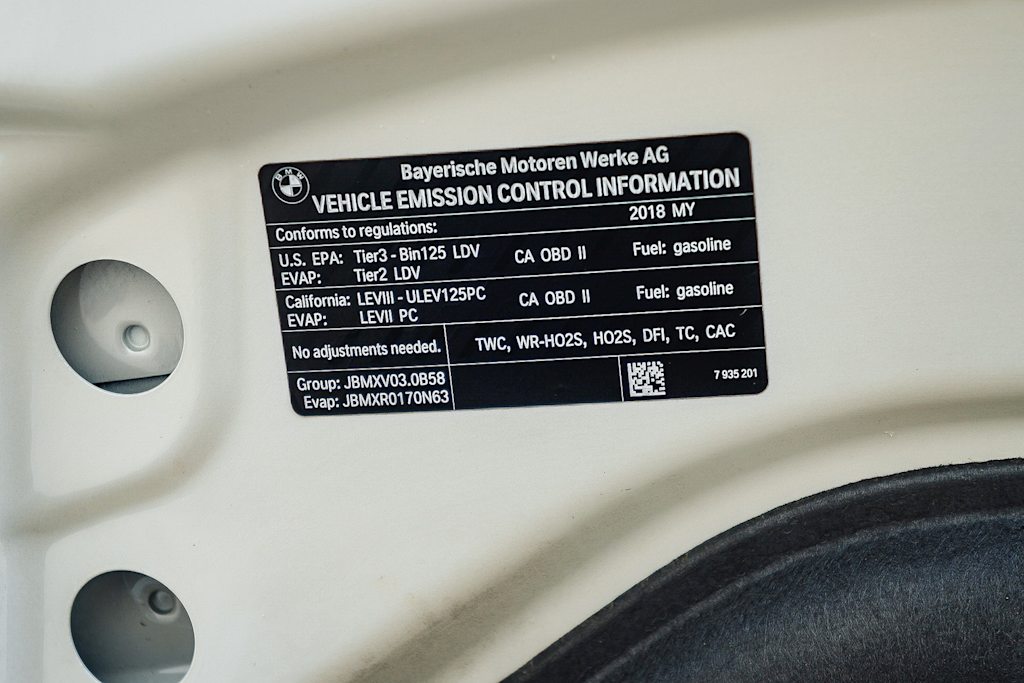 BMW
Bayerische Motoren Werke AG
VEHICLE EMISSION CONTROL INFORMATION
Conforms to regulations: 2018 MY
U.S. EPA: Tier3 - Bin125 LDV CA OBD II Fuel: gasoline
EVAP: Tier2 LDV
California: LEVIII - ULEV125PC CA OBD II Fuel: gasoline
EVAP: LEVII PC
No adjustments needed. TWC, WR-HO2S, HO2S, DFI, TC, CAC
Group: JBMXV03.0B58
Evap: JBMXR0170N63
7 935 201